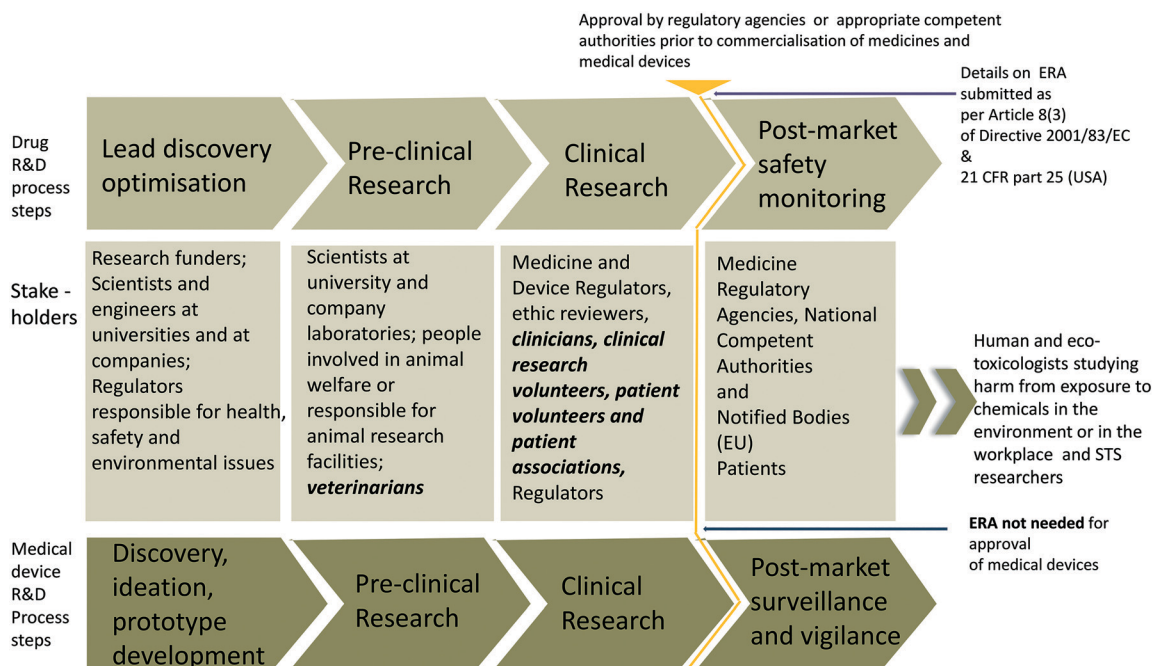 Approval by regulatory agencies or appropriate competent
authorities prior to commercialisation of medicines and
medical devices
Details on ERA
submitted as
per Article 8(3)
of Directive 2001/83/EC
&
21 CFR part 25 (USA)
Drug
R&D
process
steps
Lead discovery
optimisation
Pre-clinical
Research
Clinical
Research
Post-market
safety
monitoring
Stake -
holders
Research funders;
Scientists and
engineers at
universities and at
companies;
Regulators
responsible for health,
safety and
environmental issues
Scientists at
university and
company
laboratories; people
involved in animal
welfare or
responsible for
animal research
facilities;
veterinarians
Medicine and
Device Regulators,
ethic reviewers,
clinicians, clinical
research
volunteers, patient
volunteers and
patient
associations,
Regulators
Medicine
Regulatory
Agencies, National
Competent
Authorities
and
Notified Bodies
(EU)
Patients
Human and eco-
toxicologists studying
harm from exposure to
chemicals in the
environment or in the
workplace and STS
researchers
ERA not needed for
approval
of medical devices
Medical
device
R&D
Process
steps
Discovery,
ideation,
prototype
development
Pre-clinical
Research
Clinical
Research
Post-market
surveillance
and vigilance